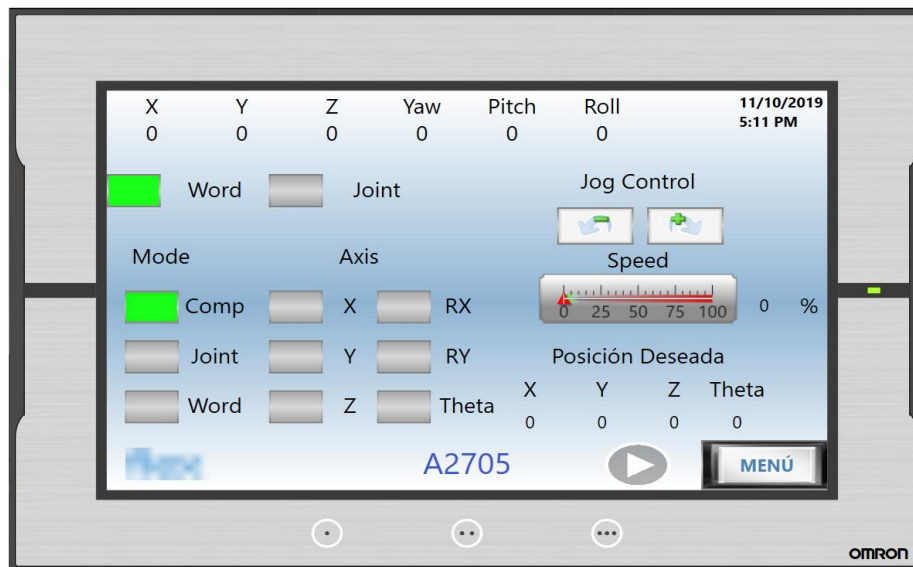 X Y Z Yaw Pitch Roll 11/10/2019
0 0 0 0 0 0 5:11 PM
Word Joint Jog Control
Mode Axis Speed
Comp X RX 0 25 50 75 100 0 %
Joint Y RY Posición Deseada
Word Z Theta X Y Z Theta
0 0 0 0
A2705 MENÚ
OMRON